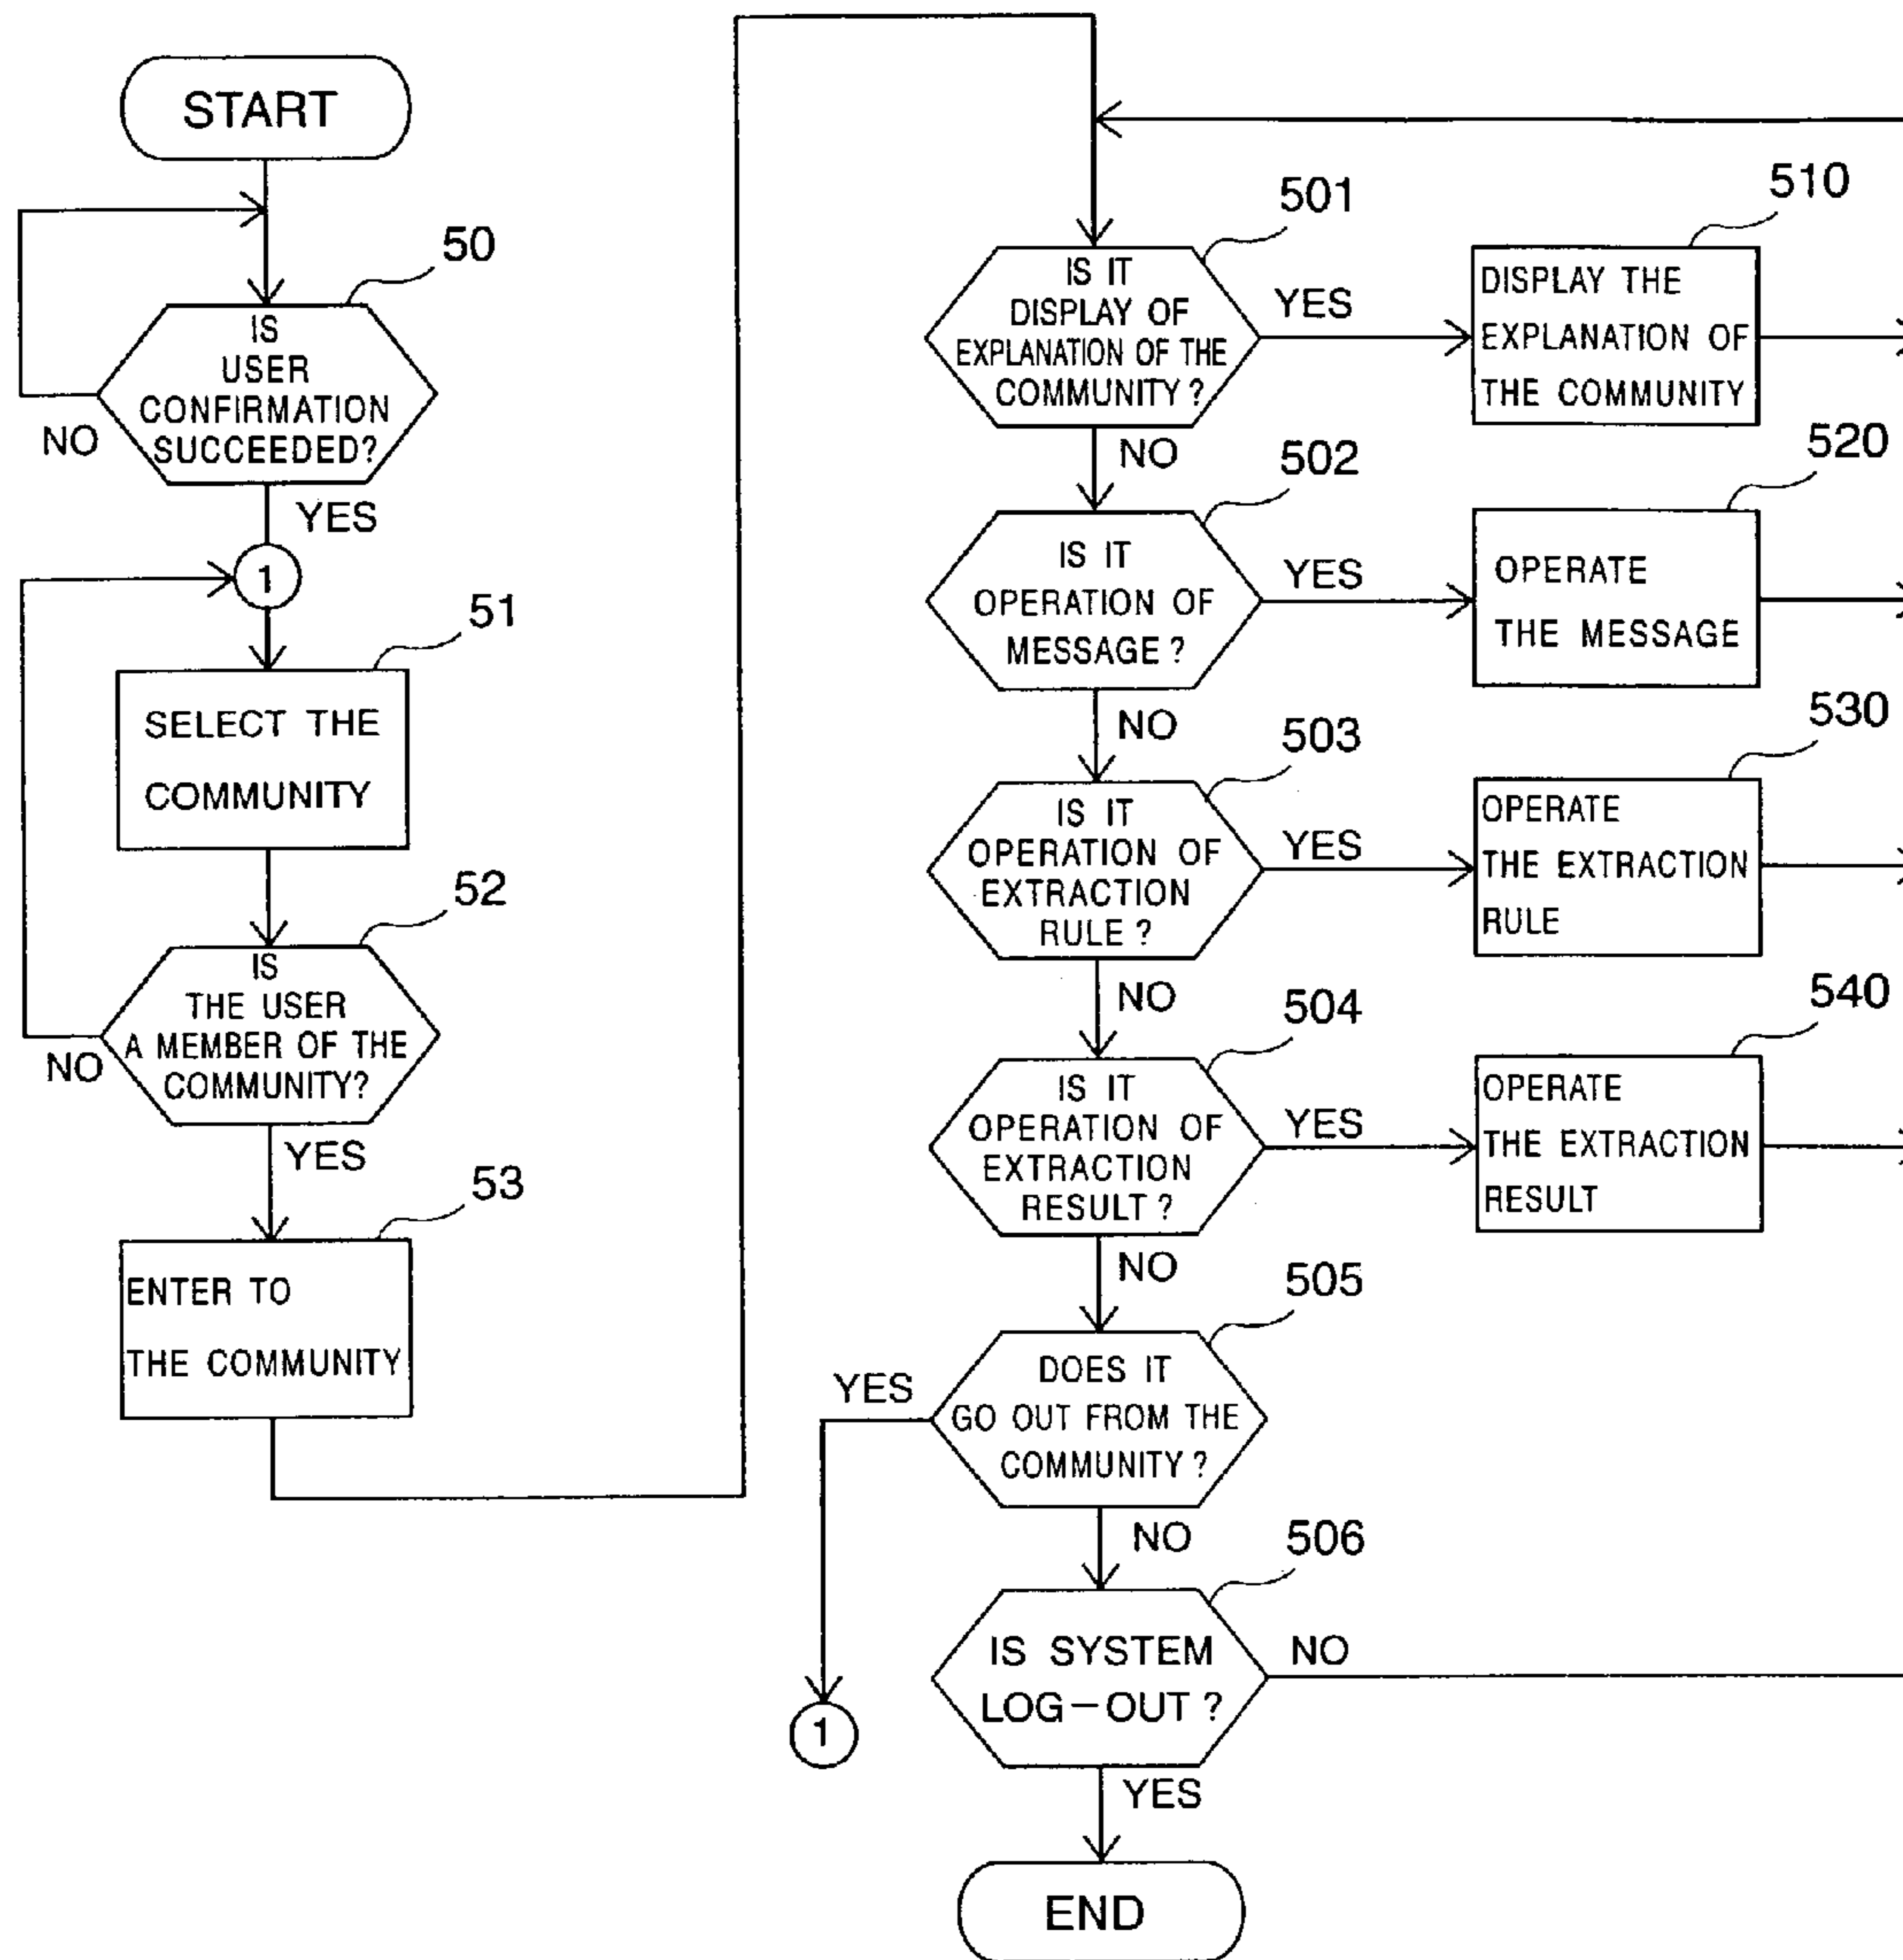 START
50
IS
USER
CONFIRMATION
SUCCEEDED?
NO
YES
1
51
SELECT THE
COMMUNITY
52
IS
THE USER
A MEMBER OF THE
COMMUNITY?
NO
YES
53
ENTER TO
THE COMMUNITY
501
IS IT
DISPLAY OF
EXPLANATION OF THE
COMMUNITY?
YES
510
DISPLAY THE
EXPLANATION OF
THE COMMUNITY
NO
502
IS IT
OPERATION OF
MESSAGE?
YES
520
OPERATE
THE MESSAGE
NO
503
IS IT
OPERATION OF
EXTRACTION
RULE?
YES
530
OPERATE
THE EXTRACTION
RULE
NO
504
IS IT
OPERATION OF
EXTRACTION
RESULT?
YES
540
OPERATE
THE EXTRACTION
RESULT
NO
505
DOES IT
GO OUT FROM THE
COMMUNITY?
YES
1
NO
506
IS SYSTEM
LOG-OUT?
NO
YES
END